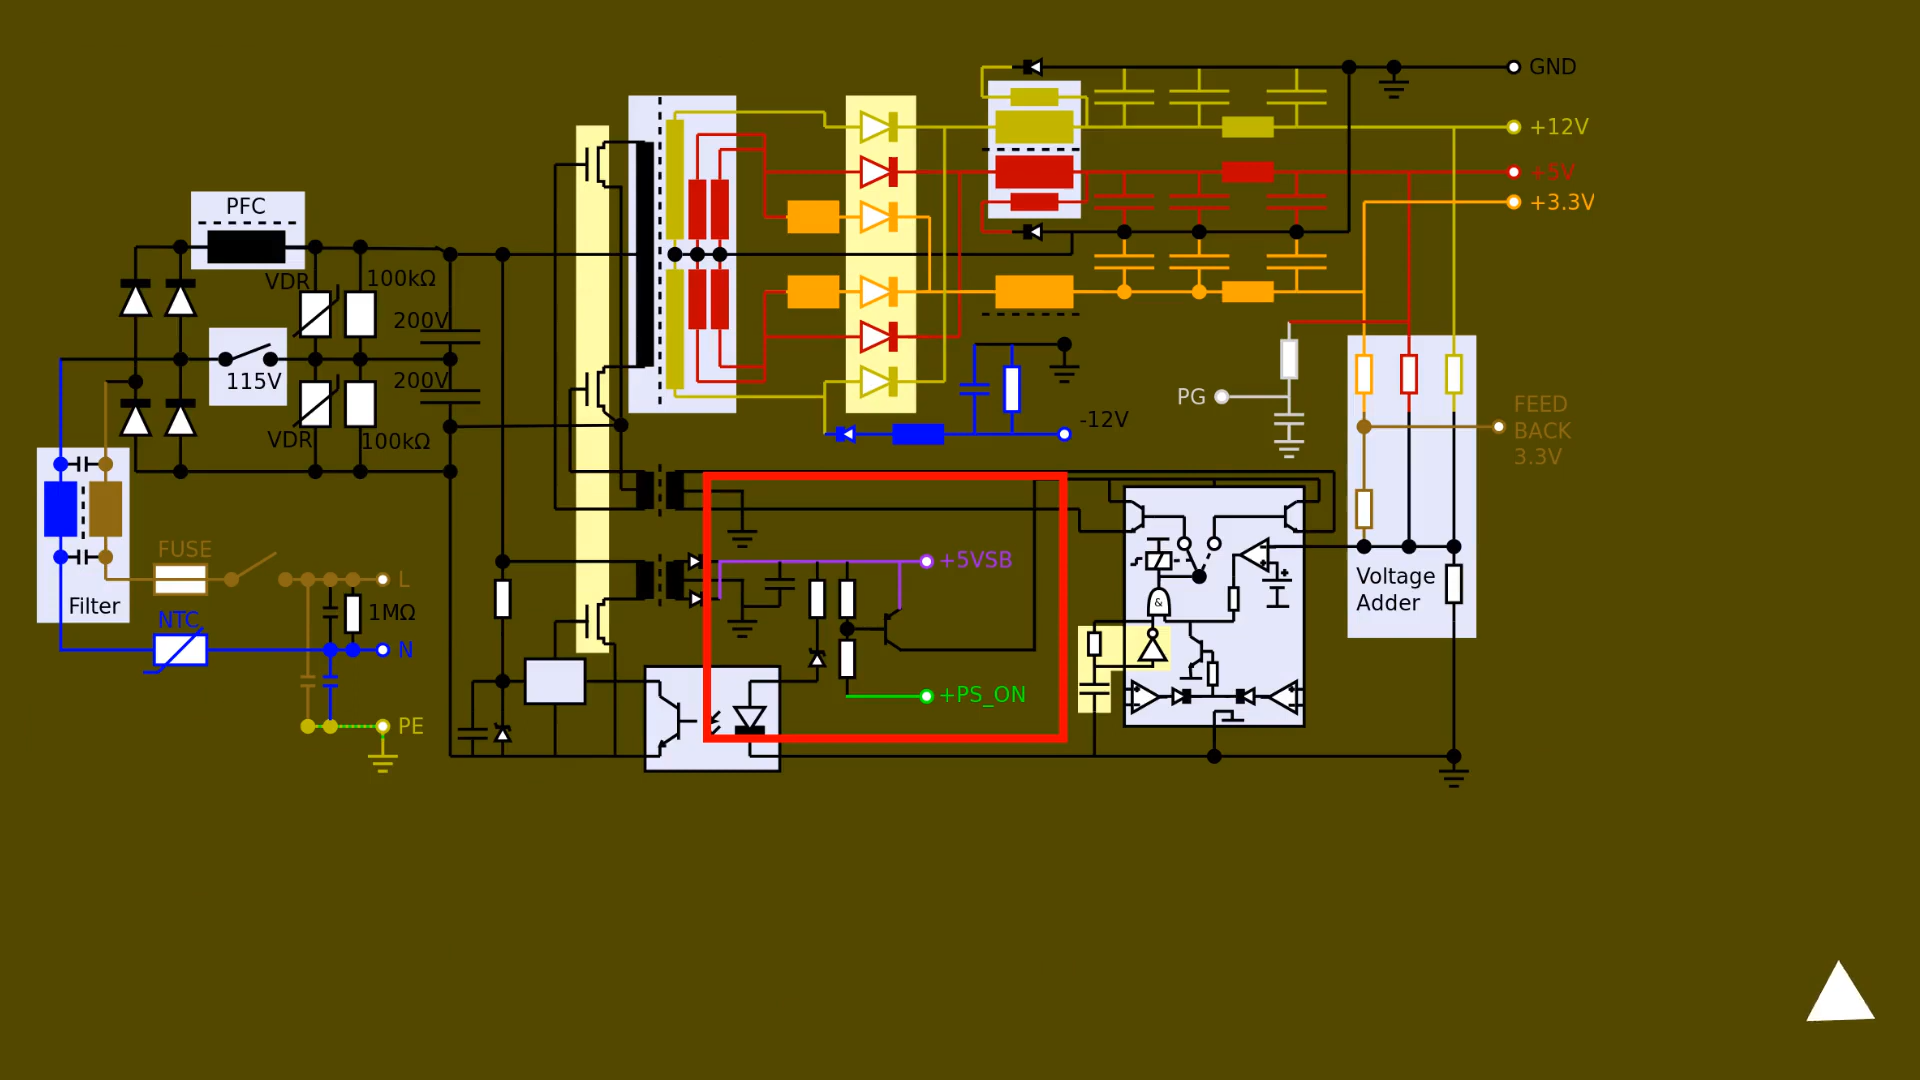 GND
+12V
+5V
+3.3V
PFC
VDR
100kΩ
200V
115V
200V
VDR
100kΩ
-12V
PG
FEED
BACK
3.3V
FUSE
L
Filter
NTC
1MΩ
N
PE
+5VSB
+PS_ON
&
+
Voltage
Adder